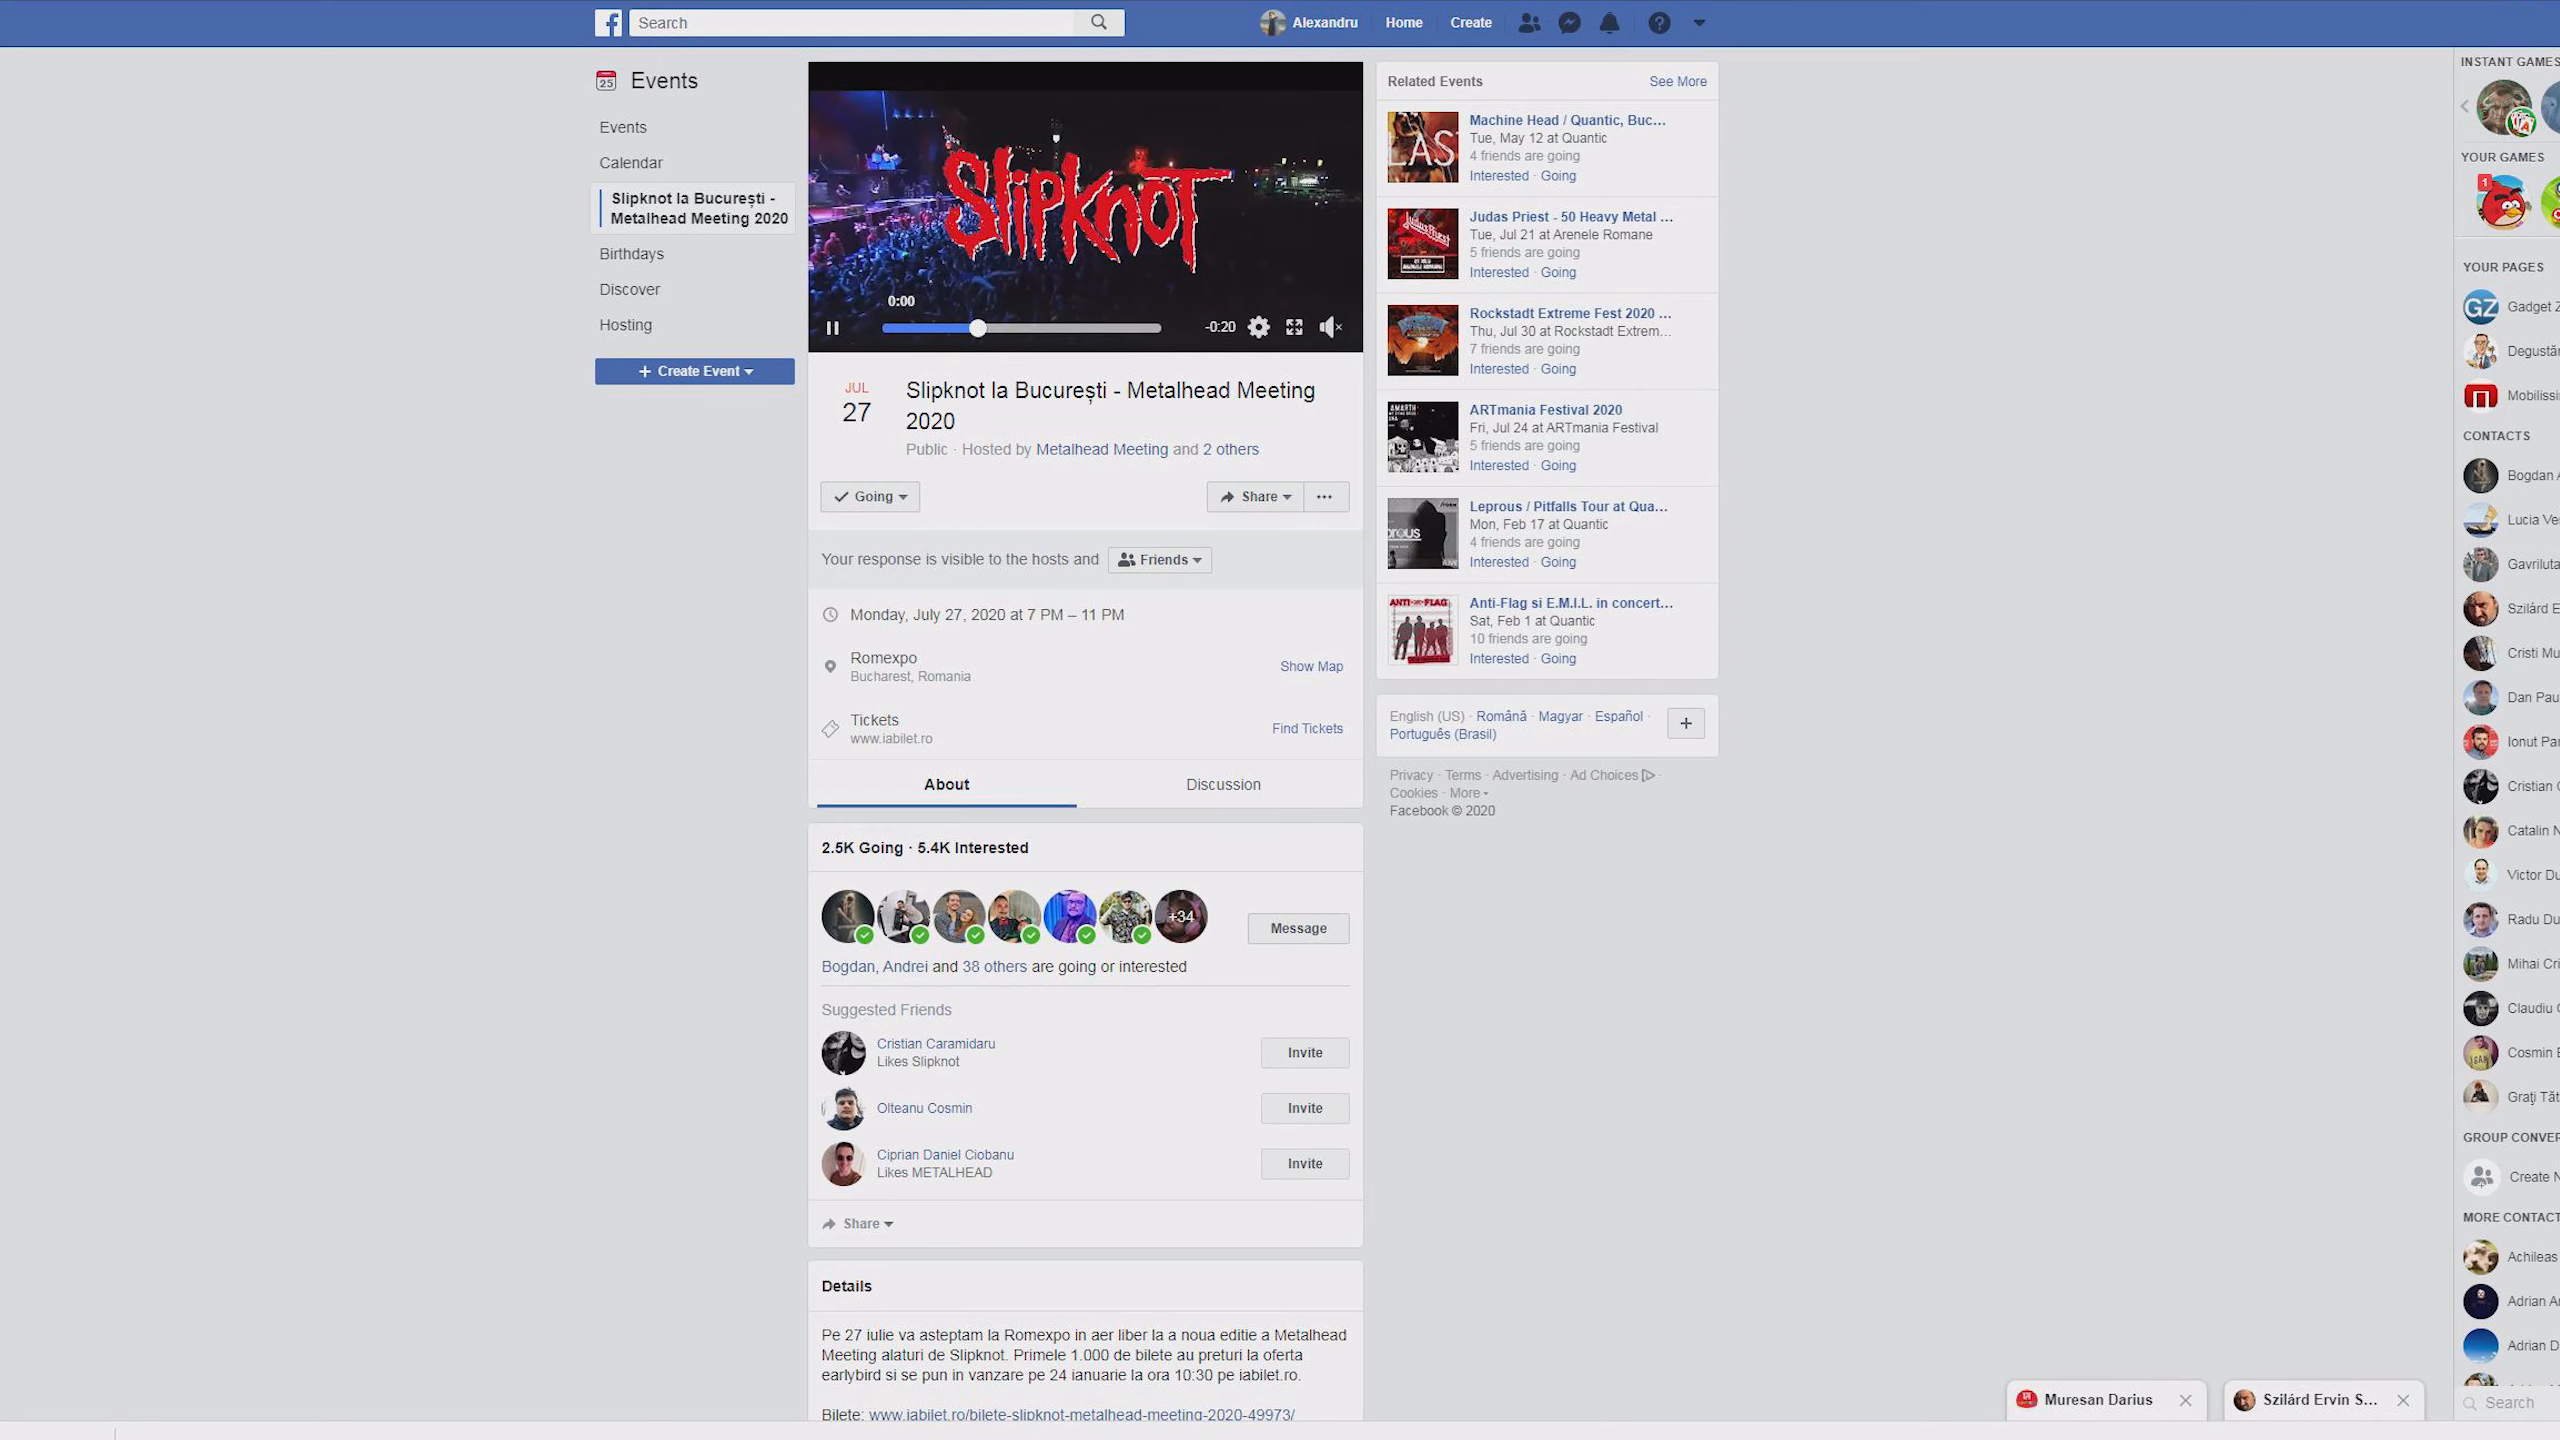 Search
Alexandru
Home
Create
25
Events
Events
Calendar
Slipknot la București -
Metalhead Meeting 2020
Birthdays
Discover
Hosting
+ Create Event
Slipknot
0:00
-0:20
JUL
27
Slipknot la București - Metalhead Meeting
2020
Public · Hosted by Metalhead Meeting and 2 others
Going
Share
Your response is visible to the hosts and
Friends
Monday, July 27, 2020 at 7 PM – 11 PM
Romexpo
Bucharest, Romania
Show Map
Tickets
www.iabilet.ro
Find Tickets
About
Discussion
2.5K Going · 5.4K Interested
+34
Message
Bogdan, Andrei and 38 others are going or interested
Suggested Friends
Cristian Caramidaru
Likes Slipknot
Invite
Olteanu Cosmin
Invite
Ciprian Daniel Ciobanu
Likes METALHEAD
Invite
Share
Details
Pe 27 iulie va asteptam la Romexpo in aer liber la a noua editie a Metalhead
Meeting alaturi de Slipknot. Primele 1.000 de bilete au preturi la oferta
earlybird si se pun in vanzare pe 24 ianuarie la ora 10:30 pe iabilet.ro.
Bilete: www.iabilet.ro/bilete-slipknot-metalhead-meeting-2020-49973/
Related Events
See More
Machine Head / Quantic, Buc...
Tue, May 12 at Quantic
4 friends are going
Interested · Going
Judas Priest - 50 Heavy Metal ...
Tue, Jul 21 at Arenele Romane
5 friends are going
Interested · Going
Rockstadt Extreme Fest 2020 ...
Thu, Jul 30 at Rockstadt Extrem...
7 friends are going
Interested · Going
ARTmania Festival 2020
Fri, Jul 24 at ARTmania Festival
5 friends are going
Interested · Going
Leprous / Pitfalls Tour at Qua...
Mon, Feb 17 at Quantic
4 friends are going
Interested · Going
ANTI-FLAG
Anti-Flag si E.M.I.L. in concert...
Sat, Feb 1 at Quantic
10 friends are going
Interested · Going
English (US) · Română · Magyar · Español ·
Português (Brasil)
Privacy · Terms · Advertising · Ad Choices ·
Cookies · More
Facebook © 2020
INSTANT GAMES
YOUR GAMES
1
YOUR PAGES
GZ
Gadget Z
Degustăr
Mobilissi
CONTACTS
Bogdan A
Lucia Ve
Gavriluta
Szilárd E
Cristi Mu
Dan Pau
Ionut Pa
Cristian C
Catalin N
Victor Du
Radu Du
Mihai Cri
Claudiu C
Cosmin B
Grați Tăt
GROUP CONVER
Create N
MORE CONTACT
Achileas
Adrian A
Adrian D
Search
Muresan Darius
Szilárd Ervin S...